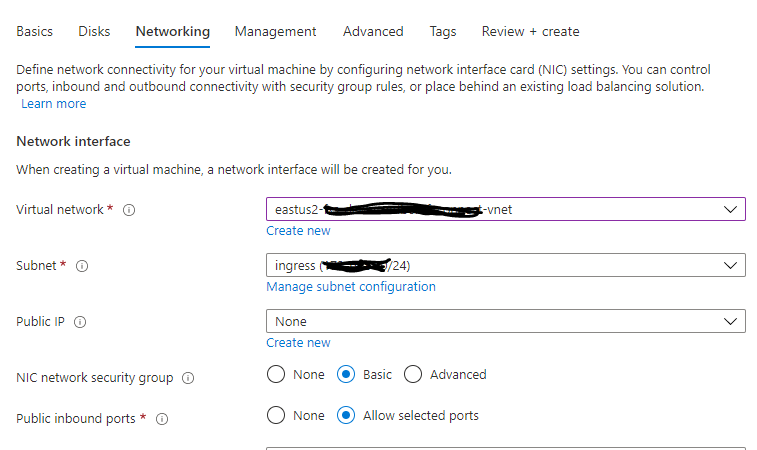 Basics Disks Networking Management Advanced Tags Review + create
Define network connectivity for your virtual machine by configuring network interface card (NIC) settings. You can control
ports, inbound and outbound connectivity with security group rules, or place behind an existing load balancing solution.
Learn more
Network interface
When creating a virtual machine, a network interface will be created for you.
Virtual network * eastus2- -vnet
Create new
Subnet * ingress ( /24)
Manage subnet configuration
Public IP None
Create new
NIC network security group None Basic Advanced
Public inbound ports * None Allow selected ports